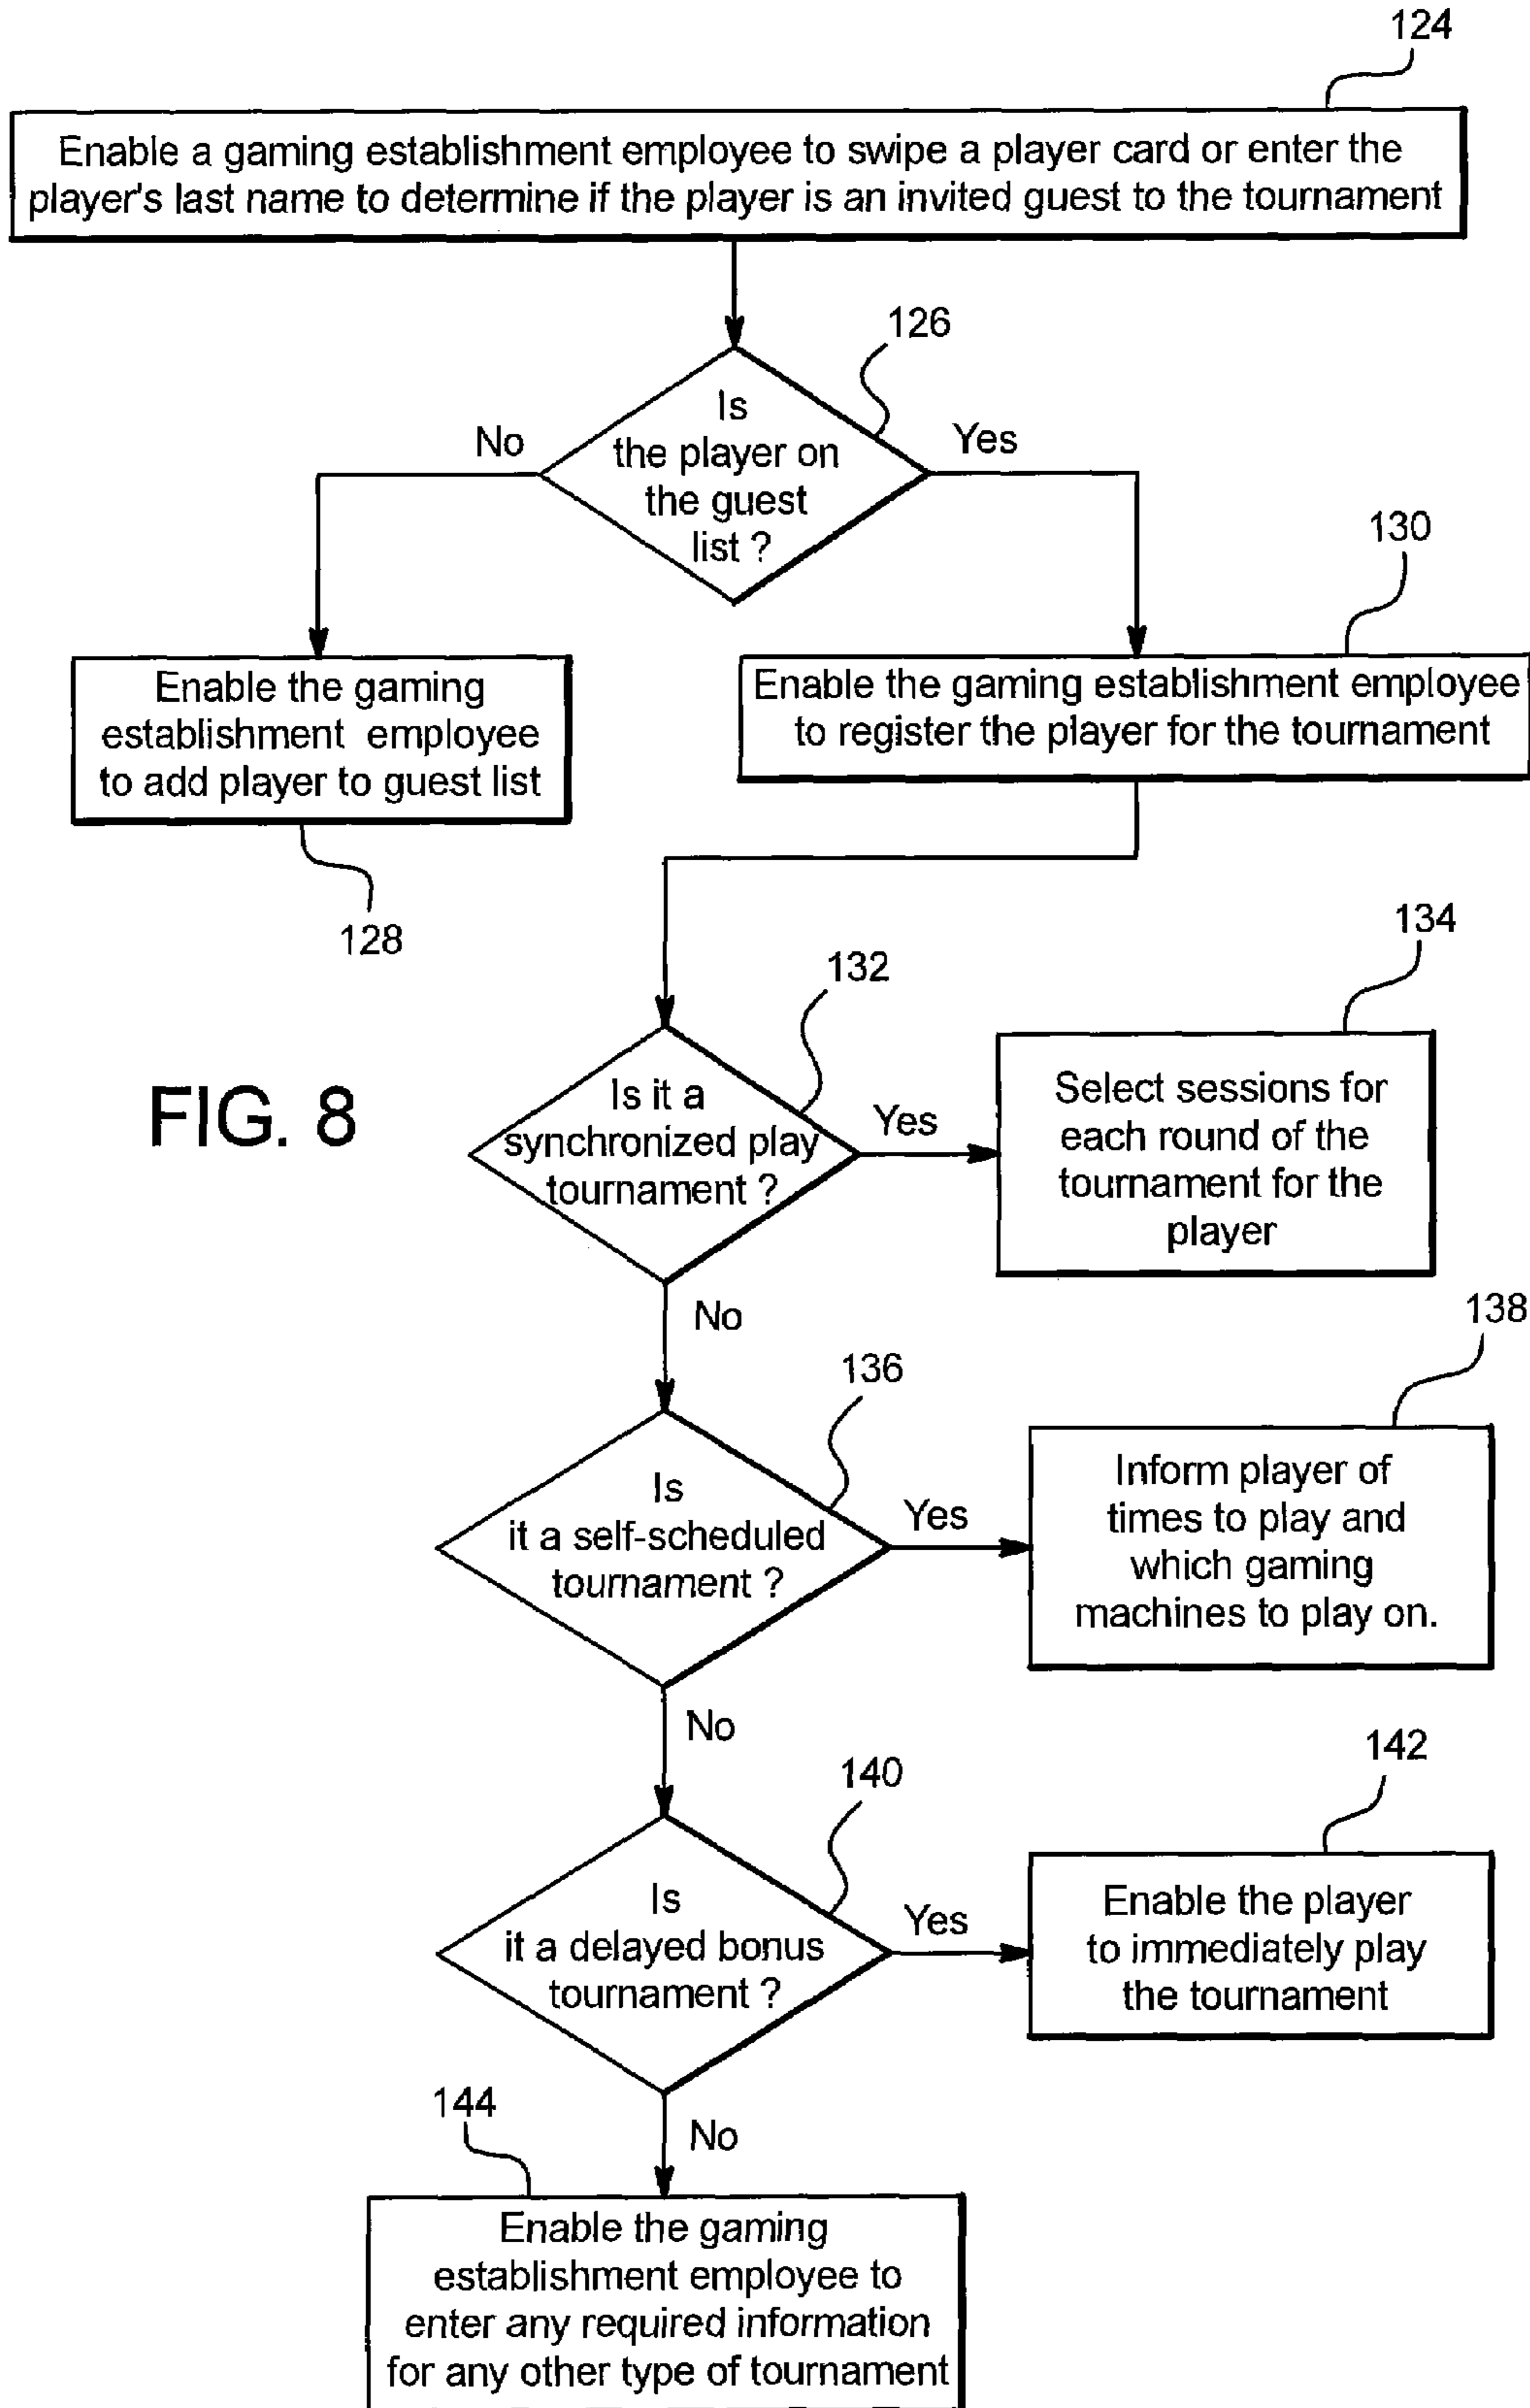 124
Enable a gaming establishment employee to swipe a player card or enter the
player's last name to determine if the player is an invited guest to the tournament
126
Is
the player on
the guest
list ?
No
Yes
130
Enable the gaming
establishment employee
to add player to guest list
Enable the gaming establishment employee
to register the player for the tournament
128
132
134
FIG. 8
Is it a
synchronized play
tournament ?
Yes
Select sessions for
each round of the
tournament for the
player
No
136
138
Is
it a self-scheduled
tournament ?
Yes
Inform player of
times to play and
which gaming
machines to play on.
No
140
142
Is
it a delayed bonus
tournament ?
Yes
Enable the player
to immediately play
the tournament
144
No
Enable the gaming
establishment employee to
enter any required information
for any other type of tournament